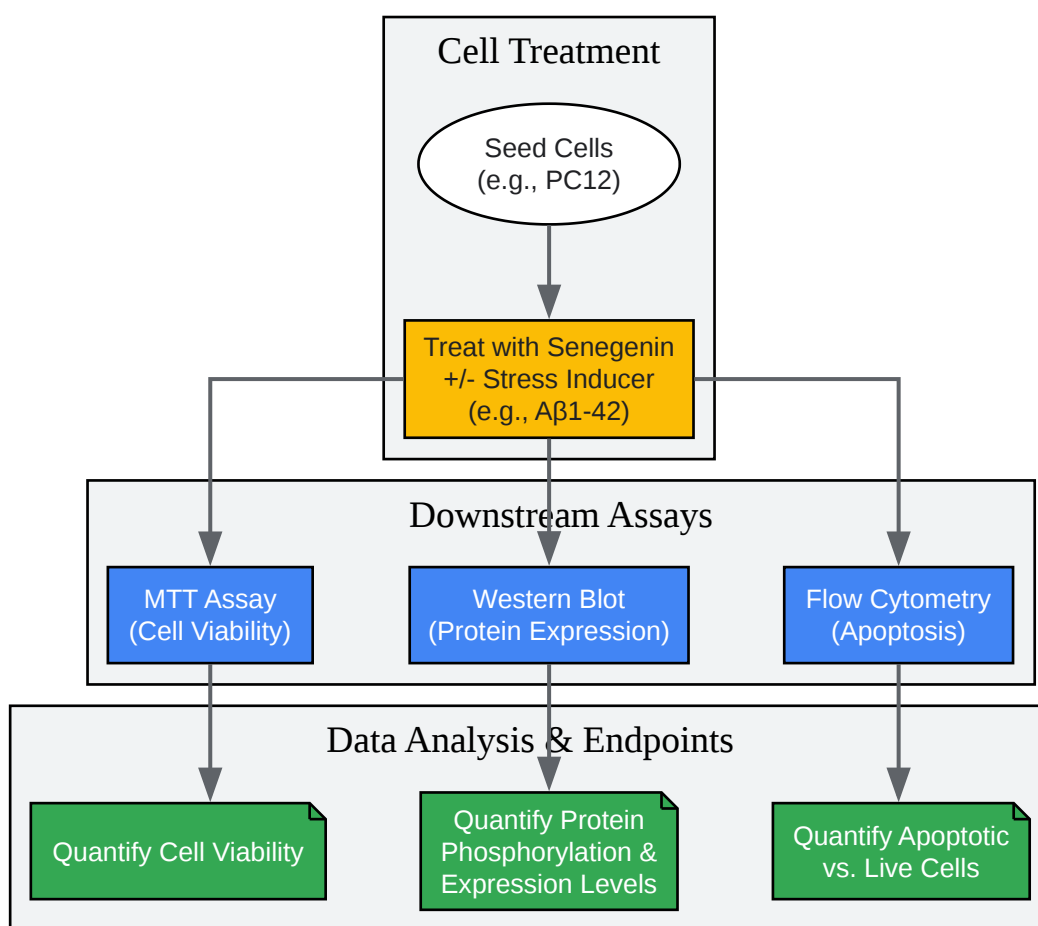 Cell Treatment
Seed Cells
(e.g., PC12)
Treat with Senegenin
+/- Stress Inducer
(e.g., Aβ1-42)
Downstream Assays
MTT Assay
(Cell Viability)
Western Blot
(Protein Expression)
Flow Cytometry
(Apoptosis)
Data Analysis & Endpoints
Quantify Cell Viability
Quantify Protein
Phosphorylation &
Expression Levels
Quantify Apoptotic
vs. Live Cells